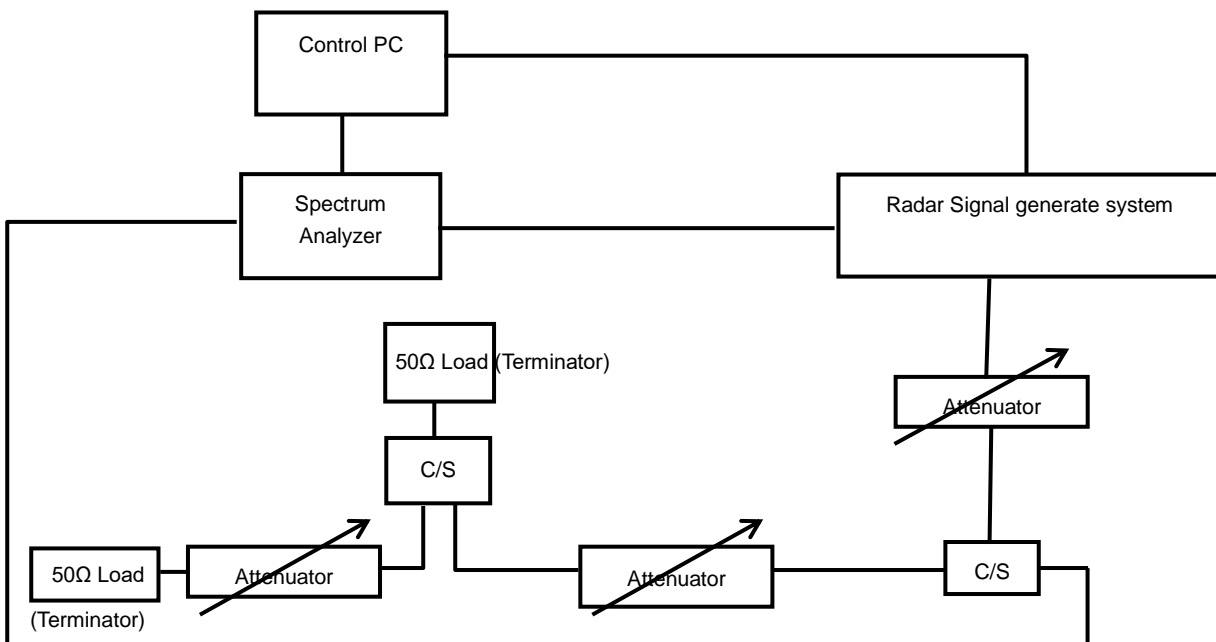 Control PC
Spectrum
Analyzer
Radar Signal generate system
50Ω Load (Terminator)
Attenuator
C/S
50Ω Load
(Terminator)
Attenuator
Attenuator
C/S